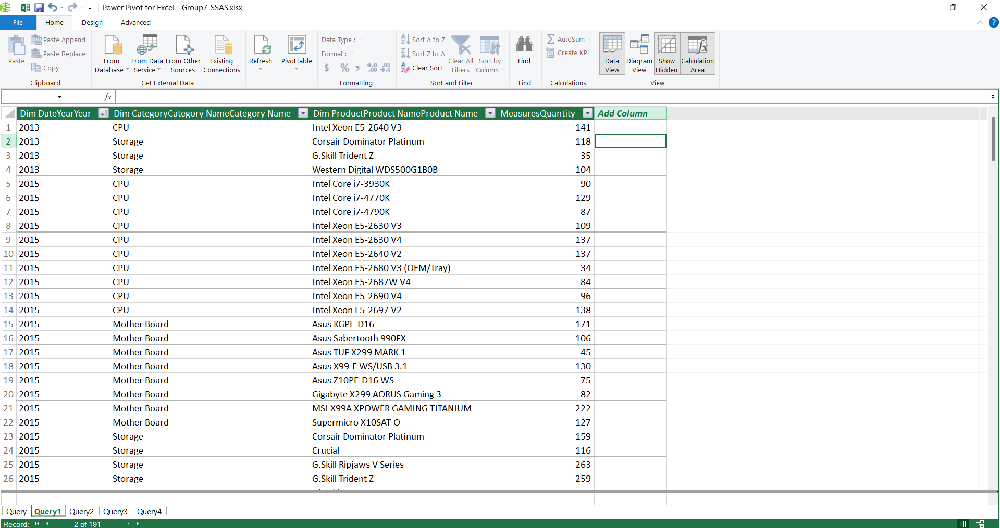 Power Pivot for Excel - Group7_SSAS.xlsx
File Home Design Advanced
Paste
Paste Append
Paste Replace
Copy
Clipboard
From Database
From Data Service
From Other Sources
Existing Connections
Get External Data
Refresh
PivotTable
Data Type :
Format :
$ % ,
Formatting
Sort A to Z
Sort Z to A
Clear Sort
Clear All Filters
Sort by Column
Sort and Filter
Find
Find
AutoSum
Create KPI
Calculations
Data View
Diagram View
Show Hidden
Calculation Area
View
fx
Dim DateYearYear Dim CategoryCategory NameCategory Name Dim ProductProduct NameProduct Name MeasuresQuantity Add Column
1 2013 CPU Intel Xeon E5-2640 V3 141
2 2013 Storage Corsair Dominator Platinum 118
3 2013 Storage G.Skill Trident Z 35
4 2013 Storage Western Digital WDS500G1B0B 104
5 2015 CPU Intel Core i7-3930K 90
6 2015 CPU Intel Core i7-4770K 129
7 2015 CPU Intel Core i7-4790K 87
8 2015 CPU Intel Xeon E5-2630 V3 109
9 2015 CPU Intel Xeon E5-2630 V4 137
10 2015 CPU Intel Xeon E5-2640 V2 137
11 2015 CPU Intel Xeon E5-2680 V3 (OEM/Tray) 34
12 2015 CPU Intel Xeon E5-2687W V4 84
13 2015 CPU Intel Xeon E5-2690 V4 96
14 2015 CPU Intel Xeon E5-2697 V2 138
15 2015 Mother Board Asus KGPE-D16 171
16 2015 Mother Board Asus Sabertooth 990FX 106
17 2015 Mother Board Asus TUF X299 MARK 1 45
18 2015 Mother Board Asus X99-E WS/USB 3.1 130
19 2015 Mother Board Asus Z10PE-D16 WS 75
20 2015 Mother Board Gigabyte X299 AORUS Gaming 3 82
21 2015 Mother Board MSI X99A XPOWER GAMING TITANIUM 222
22 2015 Mother Board Supermicro X10SAT-O 127
23 2015 Storage Corsair Dominator Platinum 159
24 2015 Storage Crucial 116
25 2015 Storage G.Skill Ripjaws V Series 263
26 2015 Storage G.Skill Trident Z 259
Query Query1 Query2 Query3 Query4
Record: 2 of 191